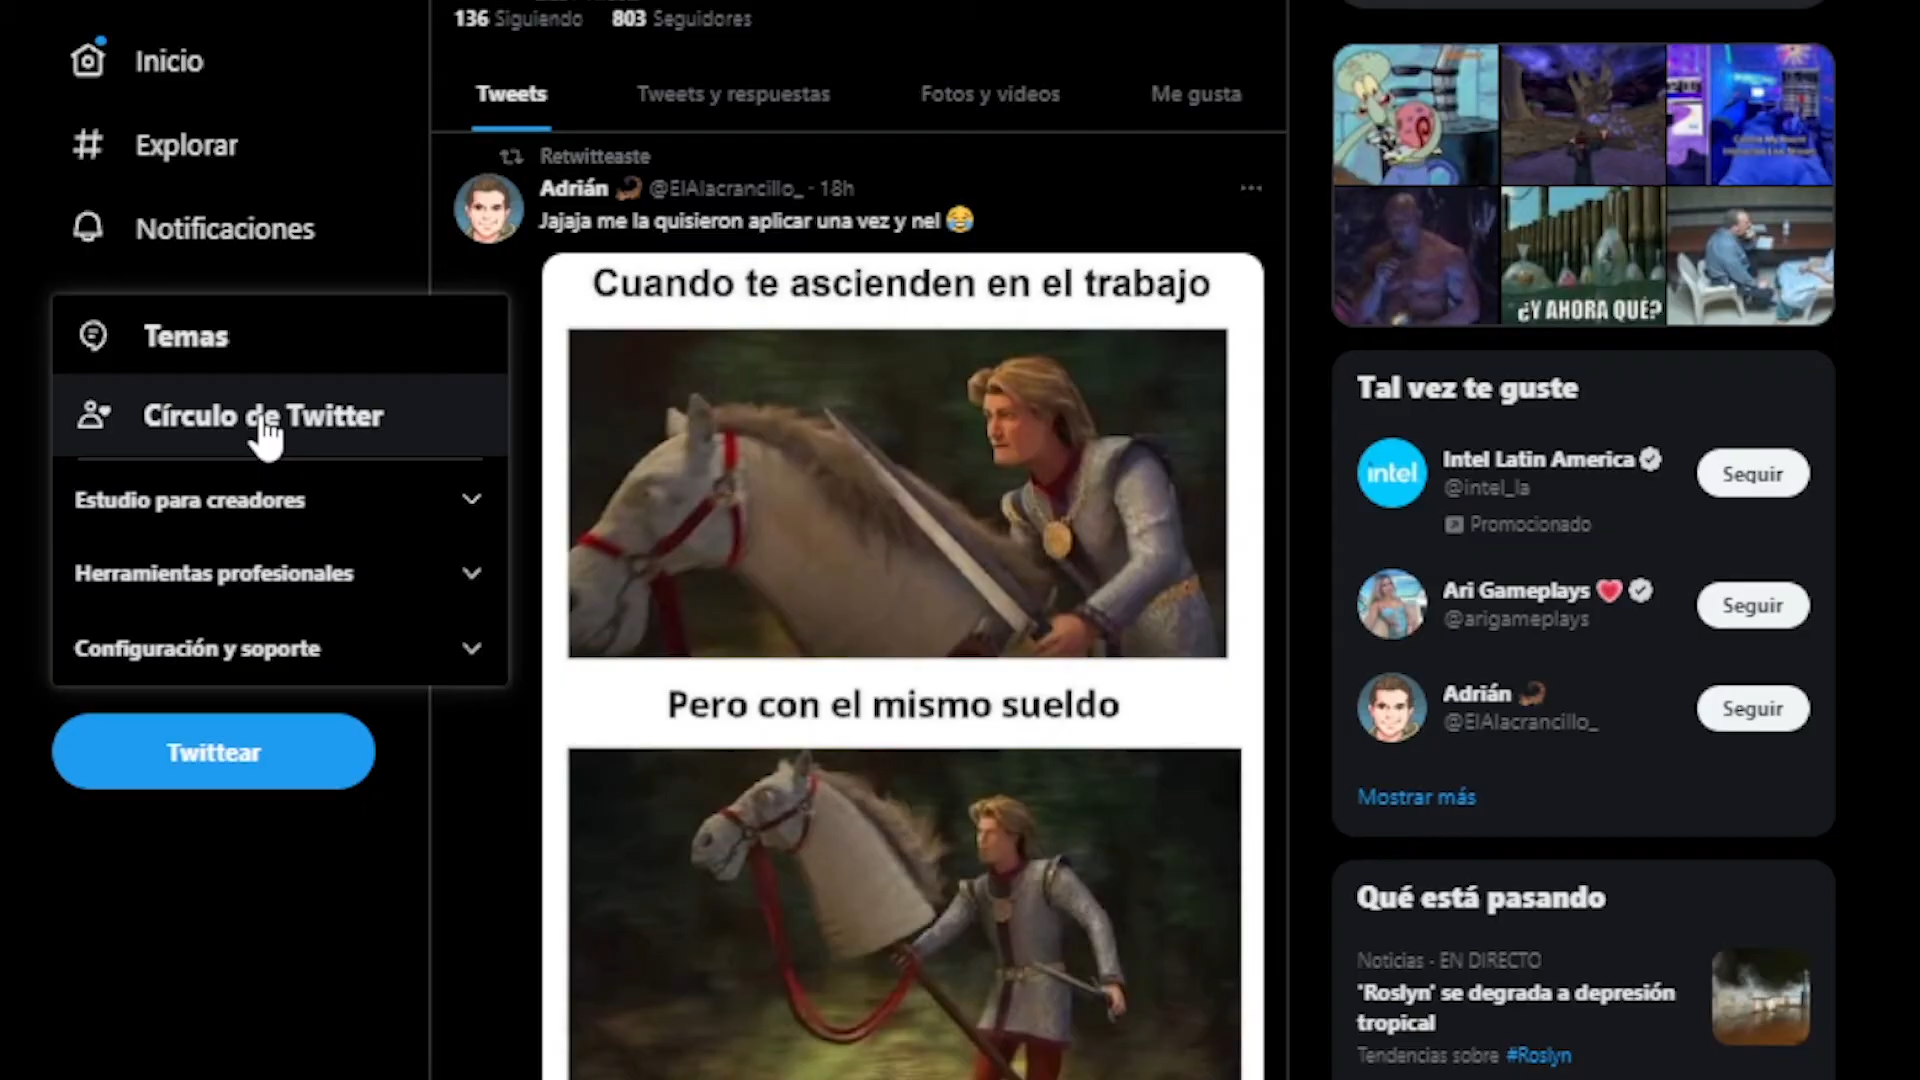 Inicio
Explorar
Notificaciones
Temas
Círculo de Twitter
Estudio para creadores
Herramientas profesionales
Configuración y soporte
Twittear
136 Siguiendo 803 Seguidores
Tweets Tweets y respuestas Fotos y videos Me gusta
Retwitteaste
Adrián @ElAlacrancillo_ · 18h
Jajaja me la quisieron aplicar una vez y nel 😂
Cuando te ascienden en el trabajo
Pero con el mismo sueldo
¿Y AHORA QUÉ?
Tal vez te guste
intel
Intel Latin America
@intel_la
Promocionado
Seguir
Ari Gameplays
@arigameplays
Seguir
Adrián
@ElAlacrancillo_
Seguir
Mostrar más
Qué está pasando
Noticias · EN DIRECTO
'Roslyn' se degrada a depresión
tropical
Tendencias sobre #Roslyn